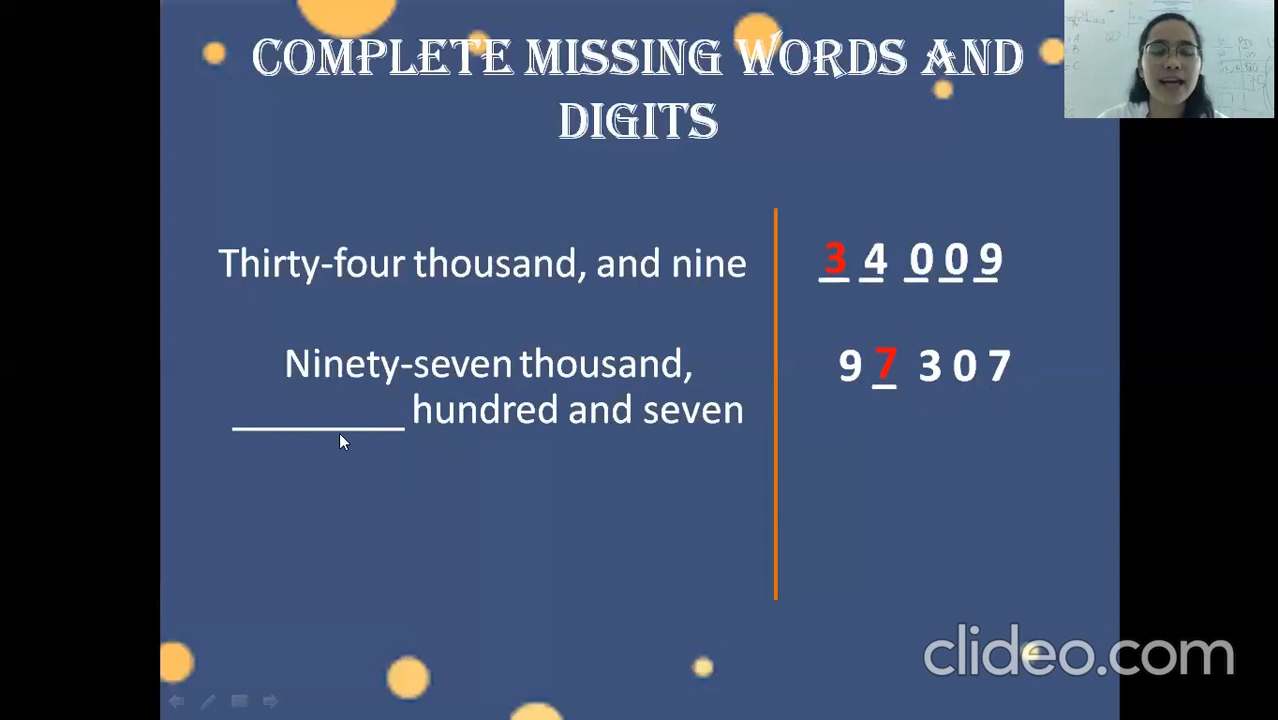 COMPLETE MISSING WORDS AND
DIGITS
Thirty-four thousand, and nine
3 4 0 0 9
Ninety-seven thousand,
9 7 3 0 7
________ hundred and seven
clideo.com